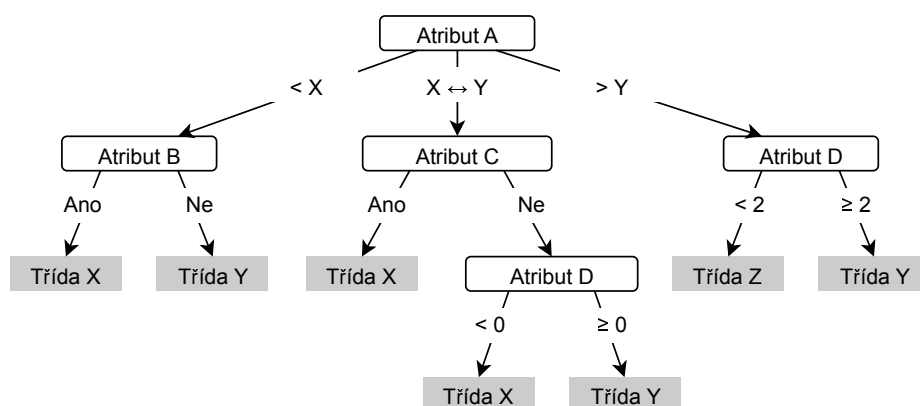 Atribut A
< X
X ↔ Y
> Y
Atribut B
Atribut C
Atribut D
Ano
Ne
Ano
Ne
< 2
≥ 2
Třída X
Třída Y
Třída X
Atribut D
Třída Z
Třída Y
< 0
≥ 0
Třída X
Třída Y